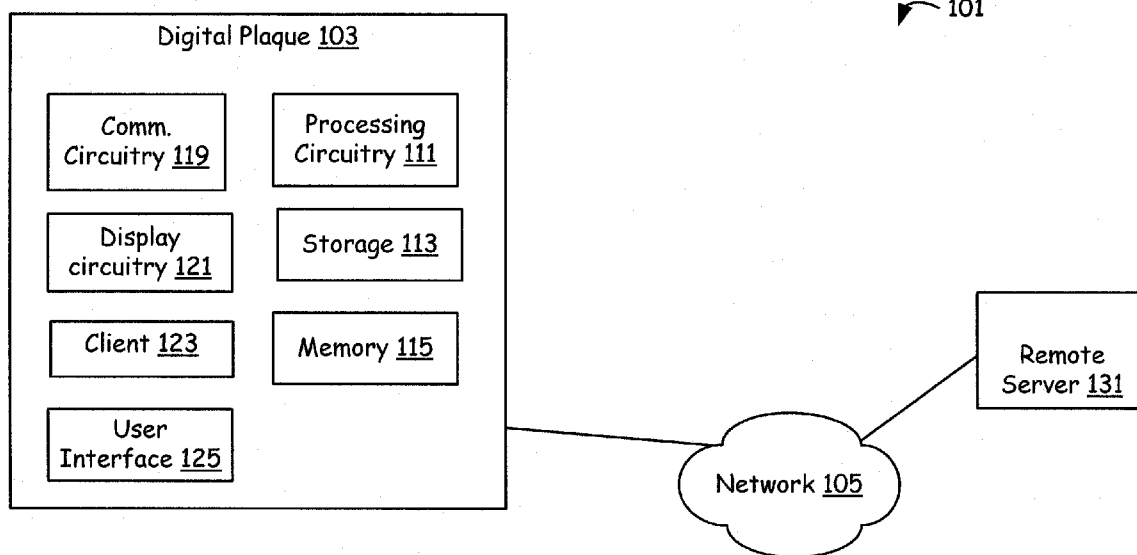 101
Digital Plaque 103
Comm.
Circuitry 119
Processing
Circuitry 111
Display
circuitry 121
Storage 113
Client 123
Memory 115
User
Interface 125
Remote
Server 131
Network 105